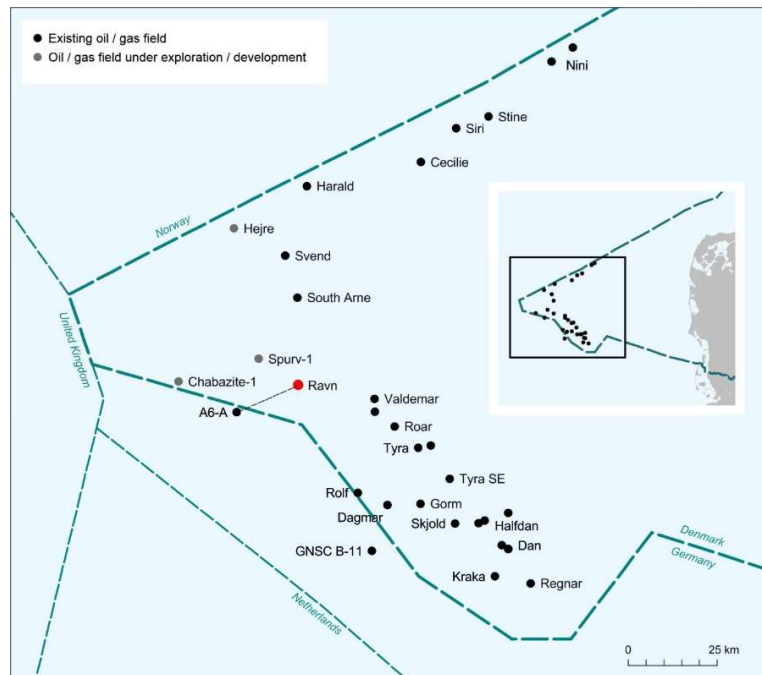 Existing oil / gas field
Oil / gas field under exploration / development
Nini
Stine
Siri
Cecilie
Harald
Norway
Hejre
Svend
South Arne
United Kingdom
Spurv-1
Chabazite-1
Ravn
A6-A
Valdemar
Roar
Tyra
Tyra SE
Rolf
Gorm
Dagmar
Skjold
Halfdan
GNSC B-11
Dan
Denmark
Germany
Kraka
Regnar
Netherlands
0 25 km